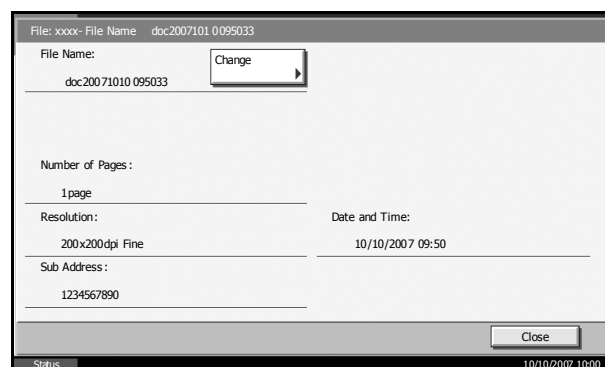 File: xxxx- File Name doc2007101 0095033
File Name:
Change
doc20071010 095033
Number of Pages :
1page
Resolution:
Date and Time:
200x200dpi Fine
10/10/2007 09:50
Sub Address :
1234567890
Close
Status
10/10/2007 10:00